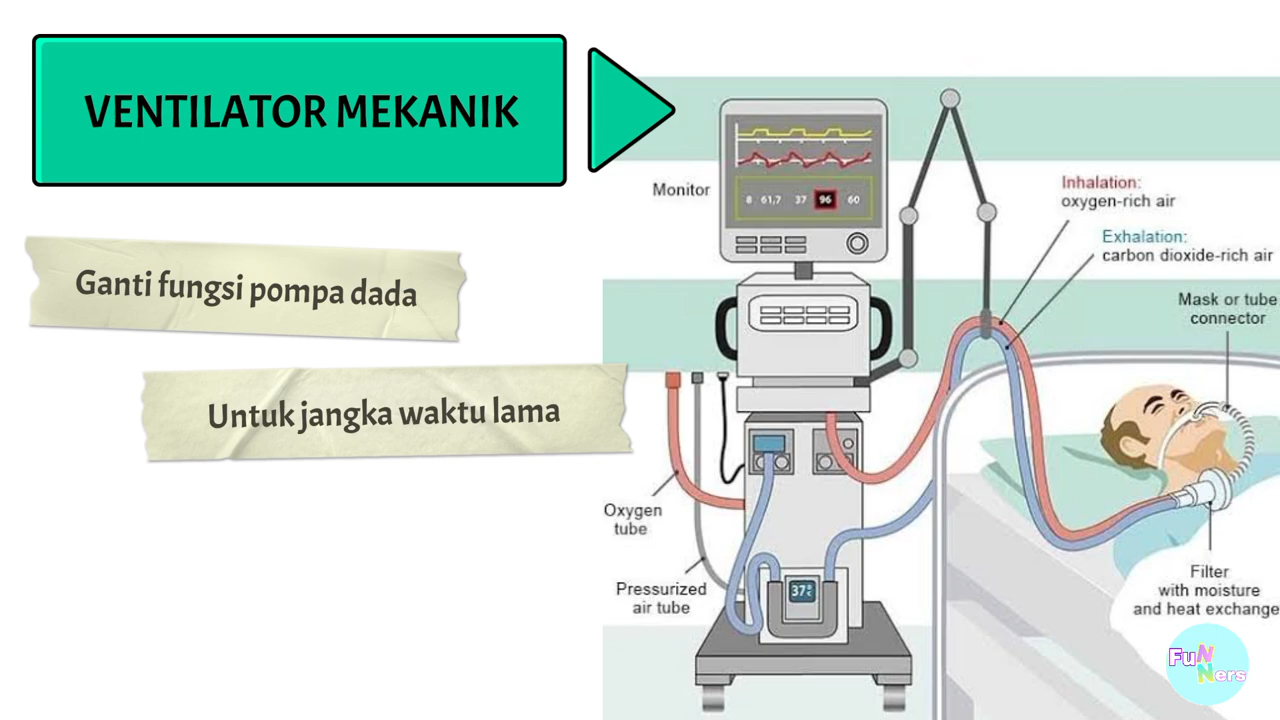 VENTILATOR MEKANIK
Ganti fungsi pompa dada
Untuk jangka waktu lama
Monitor
8 61,7 37 96 60
Inhalation:
oxygen-rich air
Exhalation:
carbon dioxide-rich air
Mask or tube
connector
Oxygen
tube
Pressurized
air tube
37
Filter
with moisture
and heat exchange
FuN
Ners